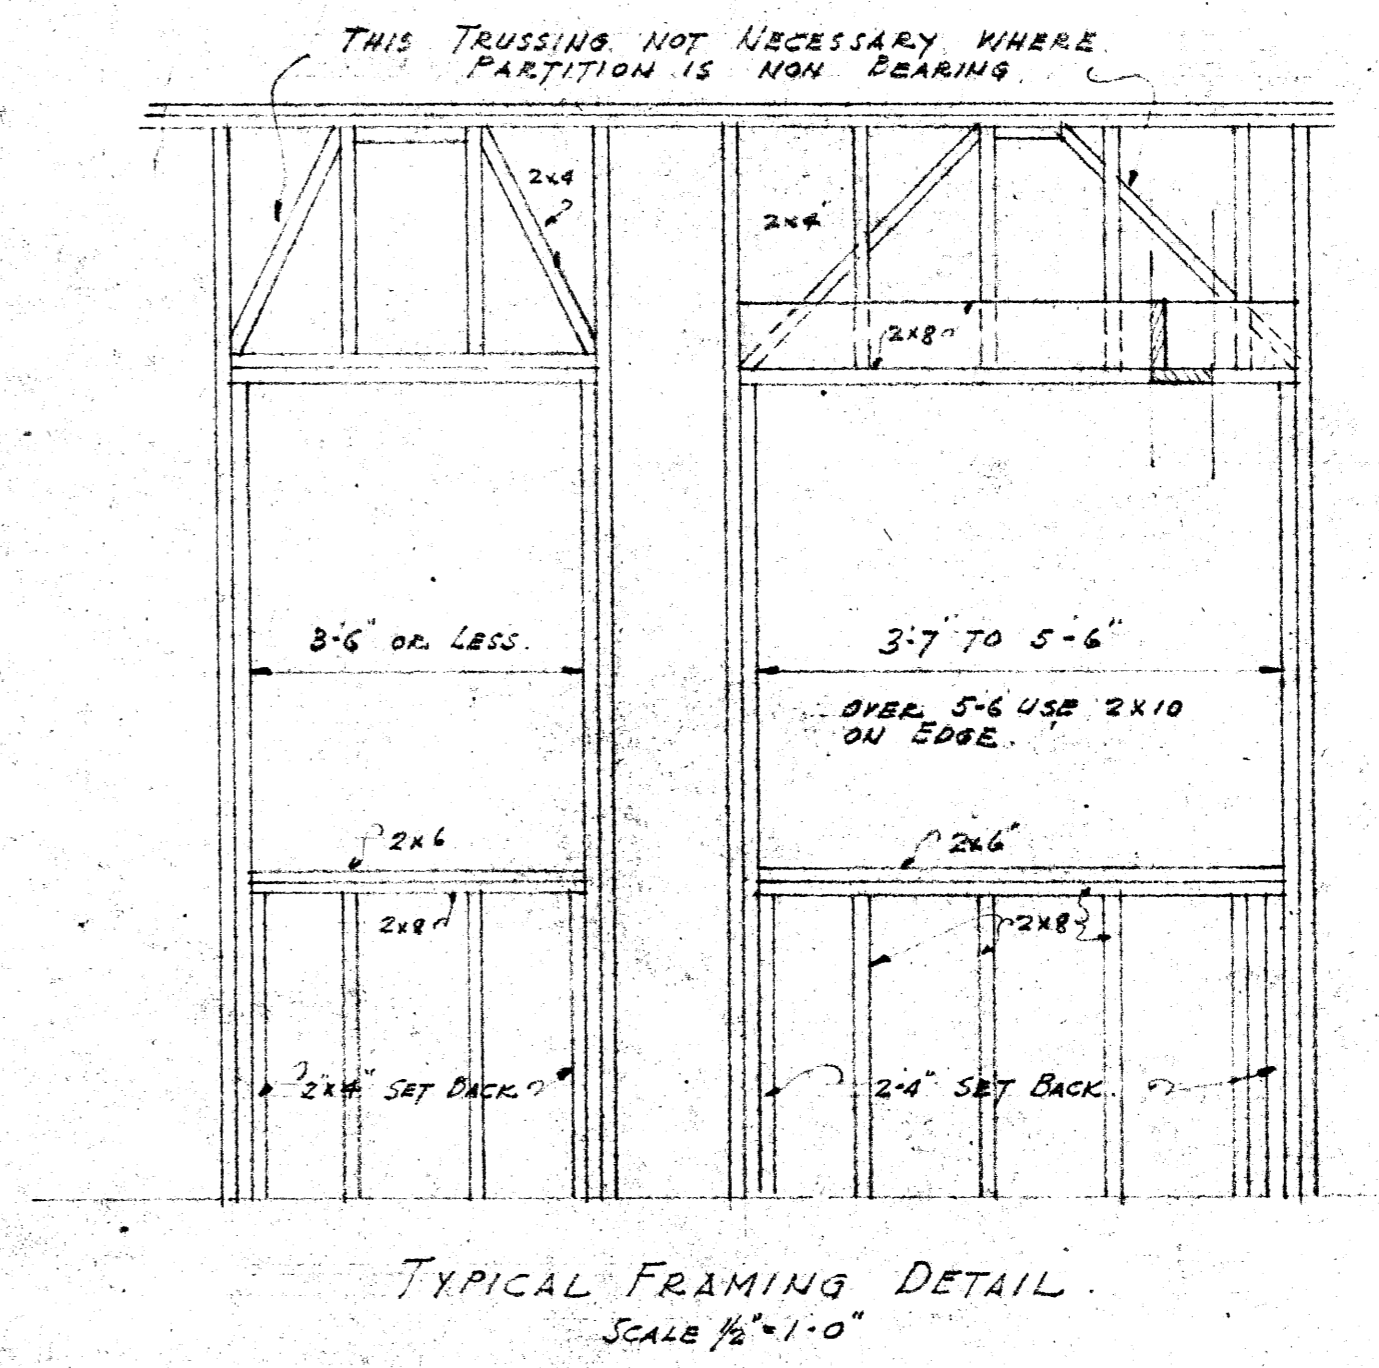 THIS TRUSSING NOT NECESSARY WHERE
PARTITION IS NON BEARING.
2x4
2x4"
2x8
3'-6" OR LESS.
3'-7" TO 5'-6"
OVER 5'-6 USE 2X10
ON EDGE.
2x6
2x6"
2x8
2x8
2"x4" SET BACK
2-4" SET BACK.
TYPICAL FRAMING DETAIL.
SCALE 1/2"=1'-0"